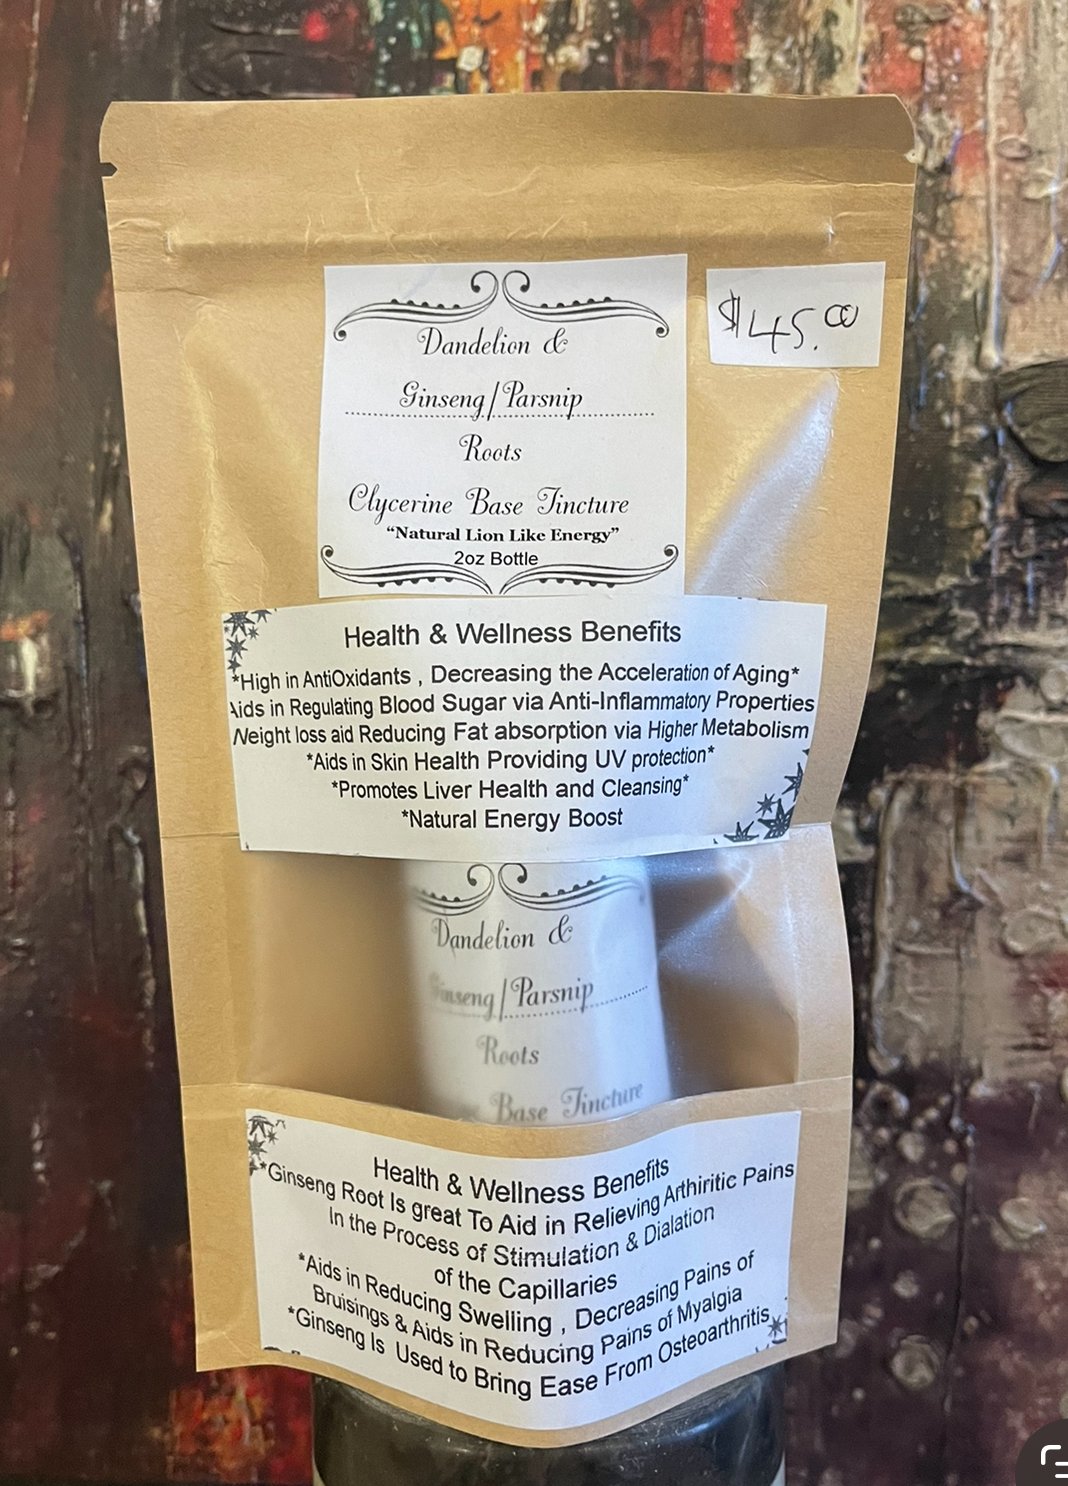 Dandelion &
Ginseng/Parsnip
Roots
Clycerine Base Tincture
“Natural Lion Like Energy”
2oz Bottle
$45.00
Health & Wellness Benefits
*High in AntiOxidants , Decreasing the Acceleration of Aging*
Aids in Regulating Blood Sugar via Anti-Inflammatory Properties
Weight loss aid Reducing Fat absorption via Higher Metabolism
*Aids in Skin Health Providing UV protection*
*Promotes Liver Health and Cleansing*
*Natural Energy Boost
Dandelion &
Ginseng/Parsnip
Roots
Base Tincture
Health & Wellness Benefits
*Ginseng Root Is great To Aid in Relieving Arthiritic Pains
In the Process of Stimulation & Dialation
of the Capillaries
*Aids in Reducing Swelling , Decreasing Pains of
Bruisings & Aids in Reducing Pains of Myalgia
*Ginseng Is Used to Bring Ease From Osteoarthritis